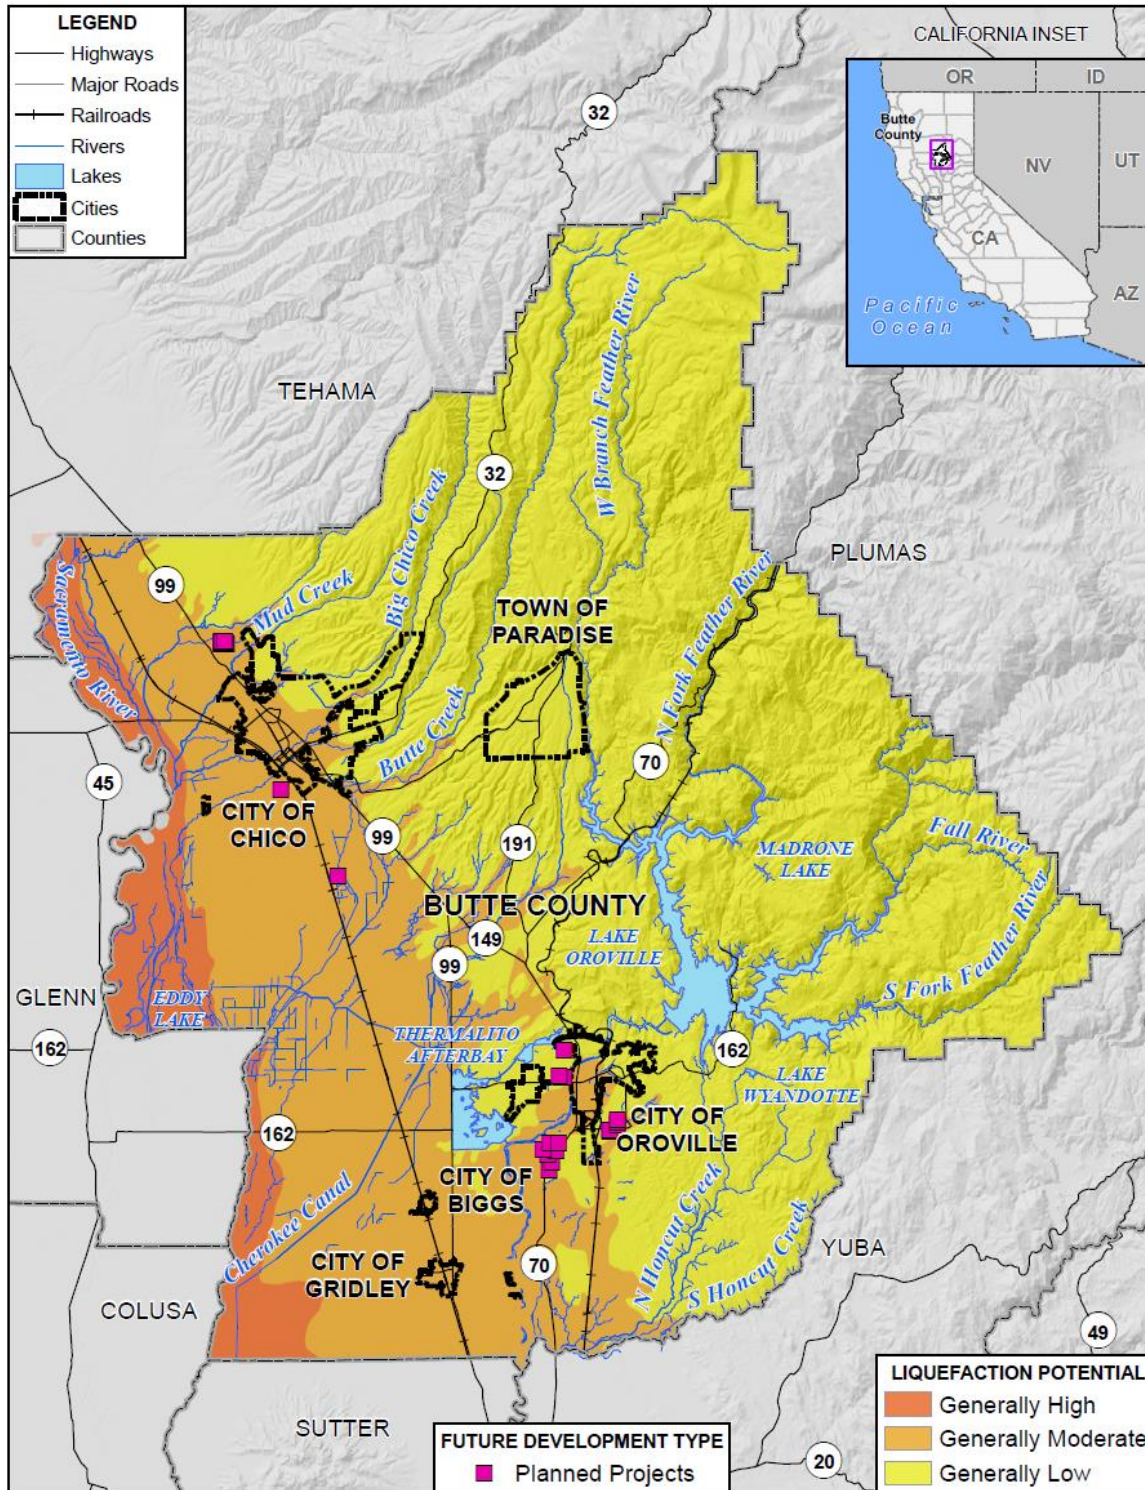 LEGEND
Highways
Major Roads
Railroads
Rivers
Lakes
Cities
Counties
CALIFORNIA INSET
OR
ID
Butte
County
NV
UT
CA
AZ
Pacific
Ocean
32
TEHAMA
W Branch Feather River
32
Big Chico Creek
PLUMAS
99
Mud Creek
Sacramento River
TOWN OF
PARADISE
N Fork Feather River
Butte Creek
70
45
CITY OF
CHICO
99
191
MADRONE
LAKE
Fall River
BUTTE COUNTY
149
99
LAKE
OROVILLE
S Fork Feather River
GLENN
EDDY
LAKE
162
THERMALITO
AFTERBAY
162
LAKE
WYANDOTTE
162
CITY OF
OROVILLE
CITY OF
BIGGS
Cherokee Canal
N Honcut Creek
S Honcut Creek
YUBA
CITY OF
GRIDLEY
70
COLUSA
49
SUTTER
20
FUTURE DEVELOPMENT TYPE
Planned Projects
LIQUEFACTION POTENTIAL
Generally High
Generally Moderate
Generally Low